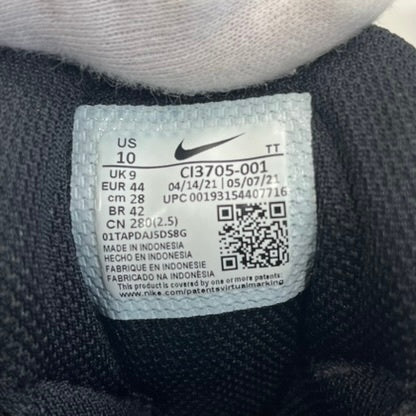 US
10
TT
UK 9
CI3705-001
EUR 44
04/14/21 | 05/07/21
cm 28
UPC 00193154407716
BR 42
CN 280(2.5)
01TAPDAJ5DS8G
MADE IN INDONESIA
HECHO EN INDONESIA
FABRIQUE EN INDONESIE
FABRICADO NA INDONÉSIA
This product is covered by one or more patents:
www.nike.com/patentsvirtualmarking